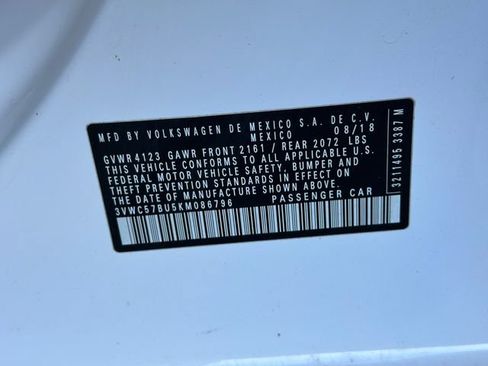 MFD BY VOLKSWAGEN DE MEXICO S.A. DE C.V.
MEXICO 08/18
GVWR 4123 GAWR FRONT 2161 / REAR 2072 LBS
THIS VEHICLE CONFORMS TO ALL APPLICABLE U.S.
FEDERAL MOTOR VEHICLE SAFETY, BUMPER AND
THEFT PREVENTION STANDARDS IN EFFECT ON
THE DATE OF MANUFACTURE SHOWN ABOVE.
3VWC57BU5KM086796 PASSENGER CAR
3211495 3387 M